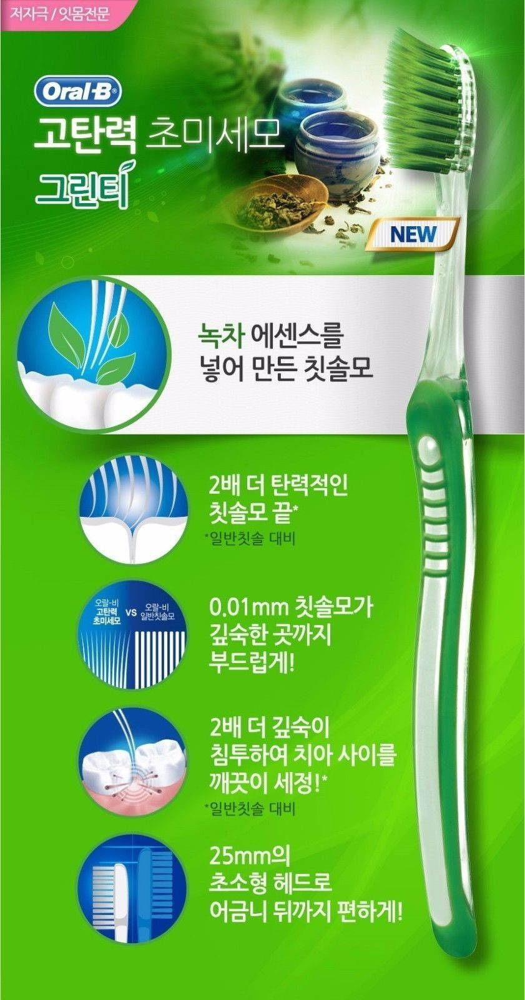 저자극/잇몸전문
Oral-B®
고탄력 초미세모
그린티
NEW
녹차 에센스를
넣어 만든 칫솔모
2배 더 탄력적인
칫솔모 끝*
*일반칫솔 대비
오랄-비
고탄력
초미세모
VS
오랄-비
일반칫솔모
0.01mm 칫솔모가
깊숙한 곳까지
부드럽게!
2배 더 깊숙이
침투하여 치아 사이를
깨끗이 세정!*
*일반칫솔 대비
25mm의
초소형 헤드로
어금니 뒤까지 편하게!